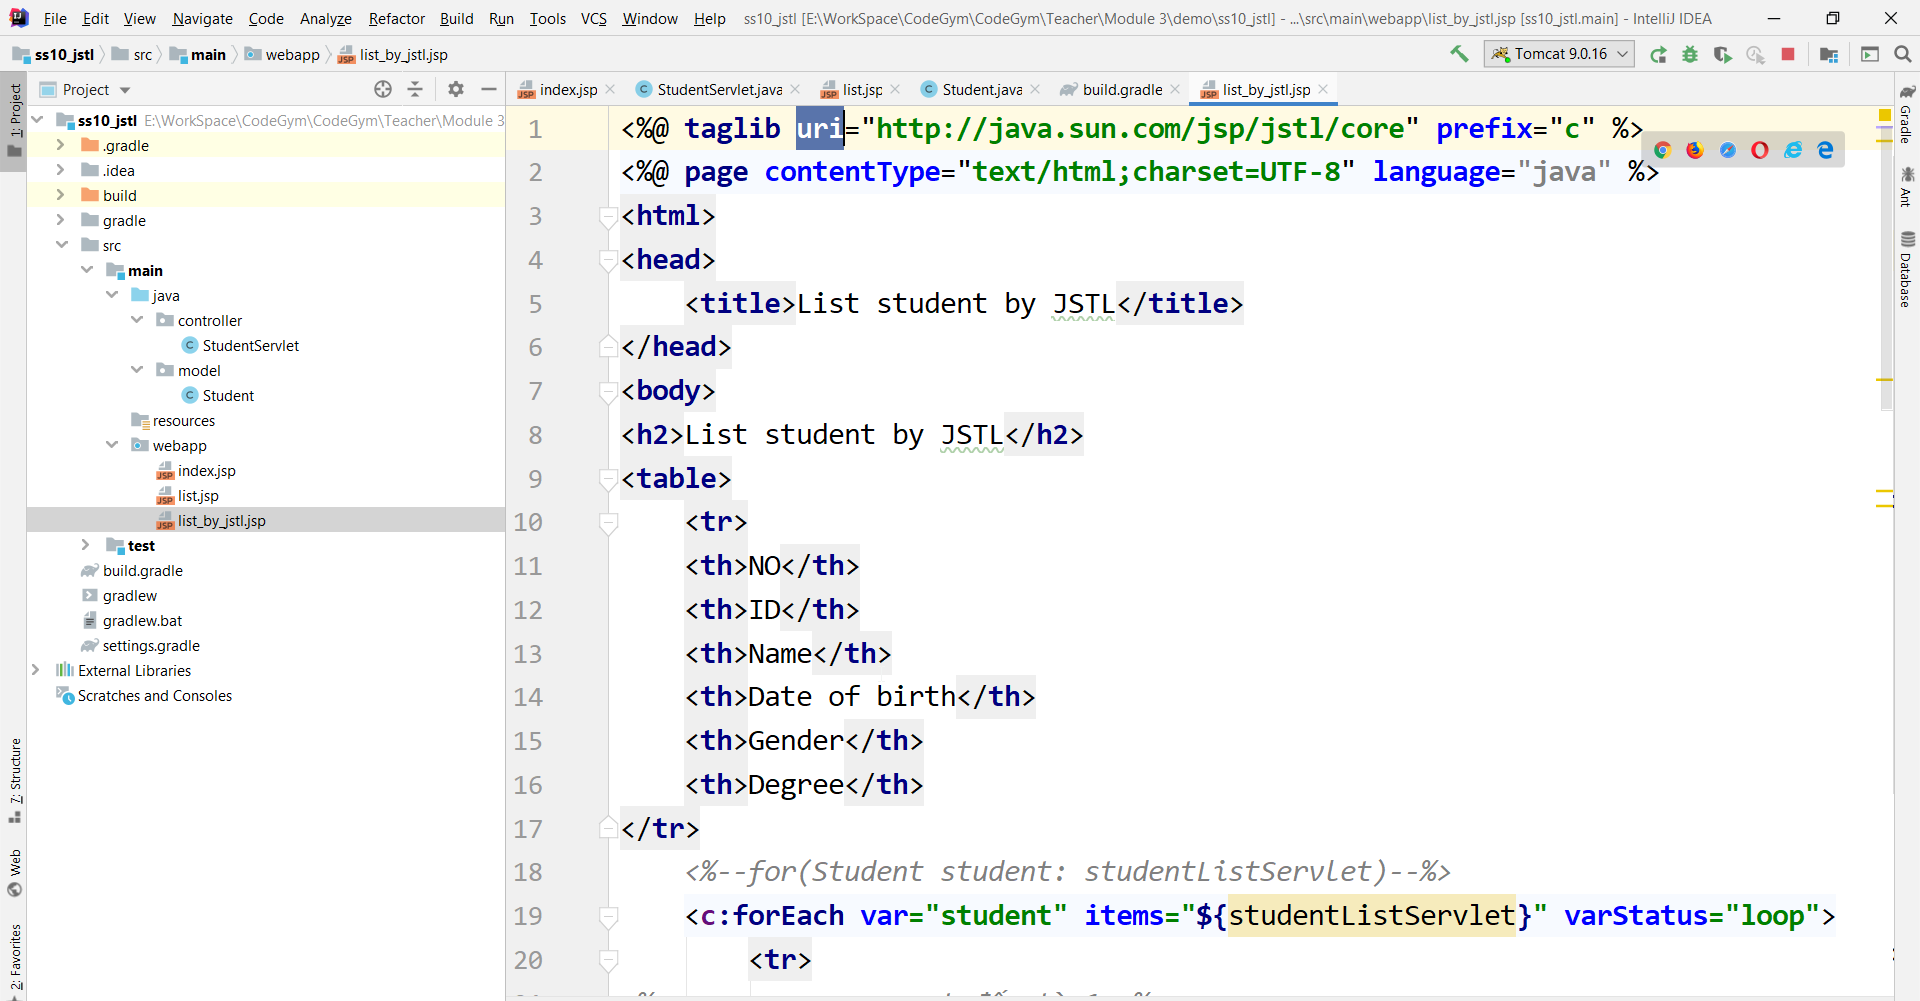 File Edit View Navigate Code Analyze Refactor Build Run Tools VCS Window Help ss10_jstl [E:\WorkSpace\CodeGym\CodeGym\Teacher\Module 3\demo\ss10_jstl] - ...\src\main\webapp\list_by_jstl.jsp [ss10_jstl.main] - IntelliJ IDEA
ss10_jstl src main webapp list_by_jstl.jsp Tomcat 9.0.16
Project index.jsp StudentServlet.java list.jsp Student.java build.gradle list_by_jstl.jsp
1: Project
7: Structure
Web
2: Favorites
ss10_jstl E:\WorkSpace\CodeGym\CodeGym\Teacher\Module 3
.gradle
.idea
build
gradle
src
main
java
controller
StudentServlet
model
Student
resources
webapp
index.jsp
list.jsp
list_by_jstl.jsp
test
build.gradle
gradlew
gradlew.bat
settings.gradle
External Libraries
Scratches and Consoles
1 <%@ taglib uri="http://java.sun.com/jsp/jstl/core" prefix="c" %>
2 <%@ page contentType="text/html;charset=UTF-8" language="java" %>
3 <html>
4 <head>
5 <title>List student by JSTL</title>
6 </head>
7 <body>
8 <h2>List student by JSTL</h2>
9 <table>
10 <tr>
11 <th>NO</th>
12 <th>ID</th>
13 <th>Name</th>
14 <th>Date of birth</th>
15 <th>Gender</th>
16 <th>Degree</th>
17 </tr>
18 <%--for(Student student: studentListServlet)--%>
19 <c:forEach var="student" items="${studentListServlet}" varStatus="loop">
20 <tr>
Gradle
Ant
Database